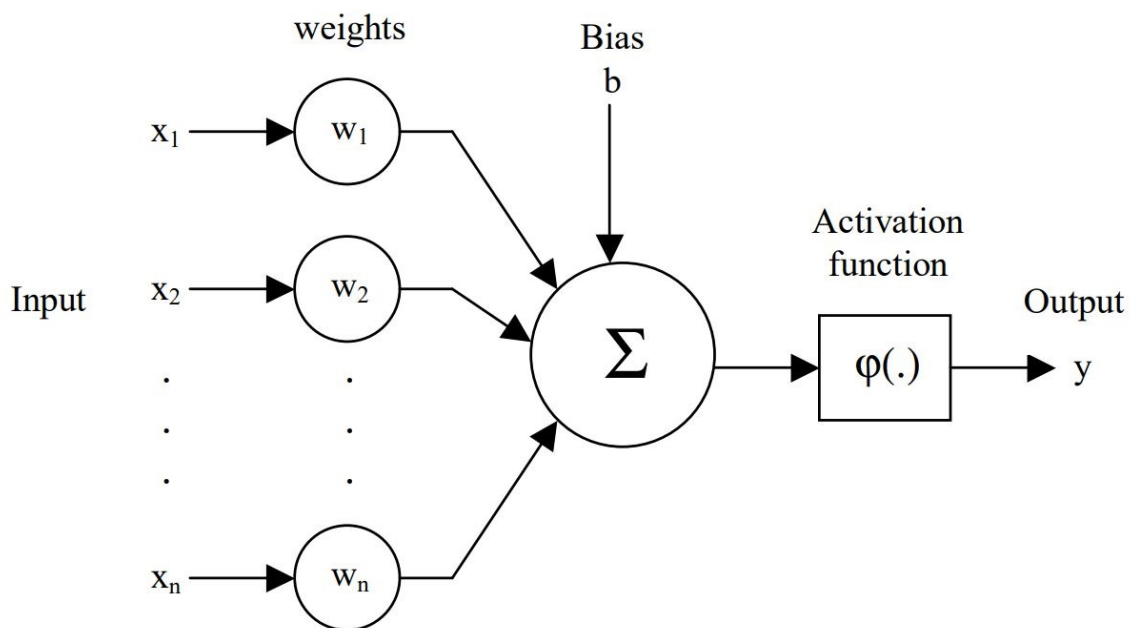 weights
Bias
b
x₁
w₁
Activation
function
Input
x₂
w₂
Σ
φ(.)
Output
y
. .
. .
. .
xₙ
wₙ